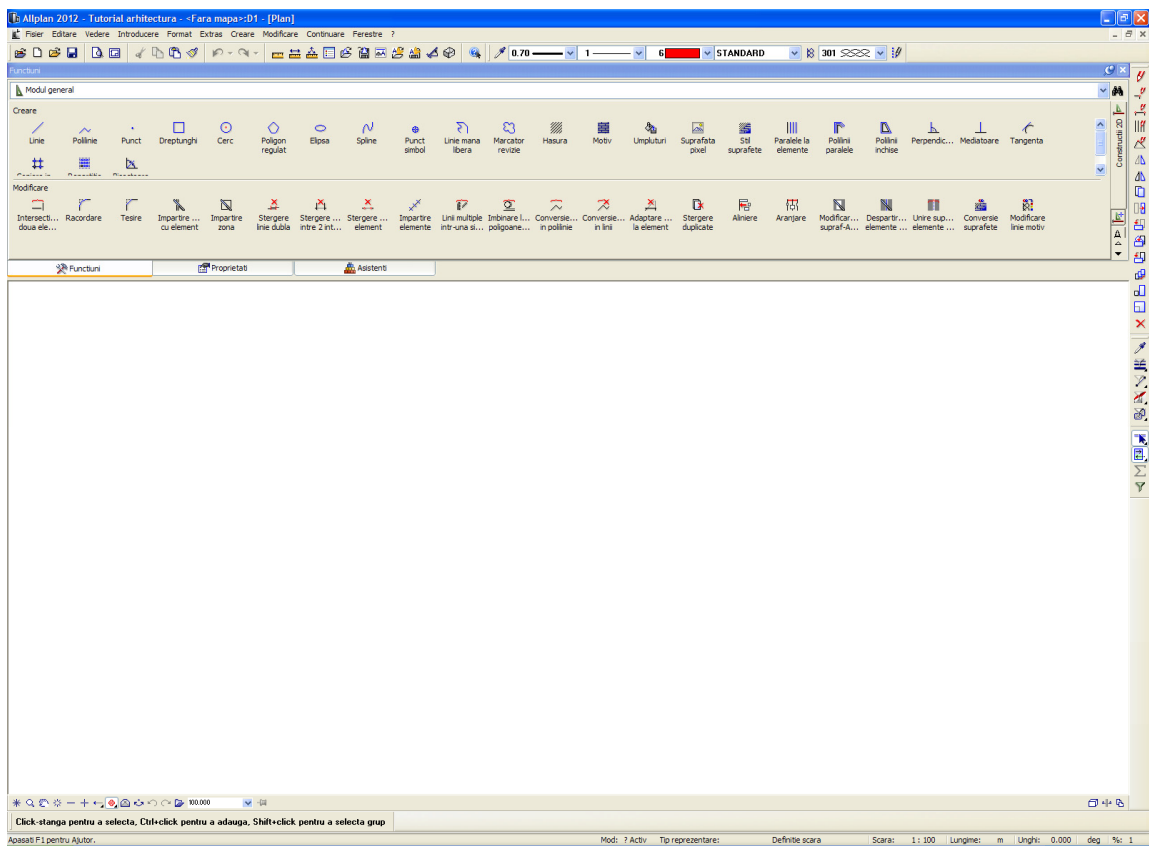 Allplan 2012 - Tutorial arhitectura - <Fara mapa>:D1 - [Plan]
Fisier Editare Vedere Introducere Format Extras Creare Modificare Continuare Ferestre ?
0.70 1 6 STANDARD 301
Functiuni
Modul general
Creare
Linie Polilinie Punct Dreptunghi Cerc Poligon regulat Elipsa Spline Punct simbol Linie mana libera Marcator revizie Hasura Motiv Umpluturi Suprafata pixel Stil suprafete Paralele la elemente Polilinii paralele Polilinii inchise Perpendic... Mediatoare Tangenta
Constructii 2D
Modificare
Intersecti... doua ele... Racordare Tesire Impartire ... cu element Impartire zona Stergere linie dubla Stergere ... intre 2 int... Stergere ... element Impartire elemente Linii multiple intr-una si... Imbinare l... poligoane... Conversie... in polilinie Conversie... in linii Adaptare ... la element Stergere duplicate Aliniere Aranjare Modificar... supraf-A... Despartir... elemente ... Unire sup... elemente ... Conversie suprafete Modificare linie motiv
A
Functiuni Proprietati Asistenti
100.000
Click-stanga pentru a selecta, Ctrl+click pentru a adauga, Shift+click pentru a selecta grup
Apasati F1 pentru Ajutor. Mod: ? Activ Tip reprezentare: Definitie scara Scara: 1 : 100 Lungime: m Unghi: 0.000 deg %: 1